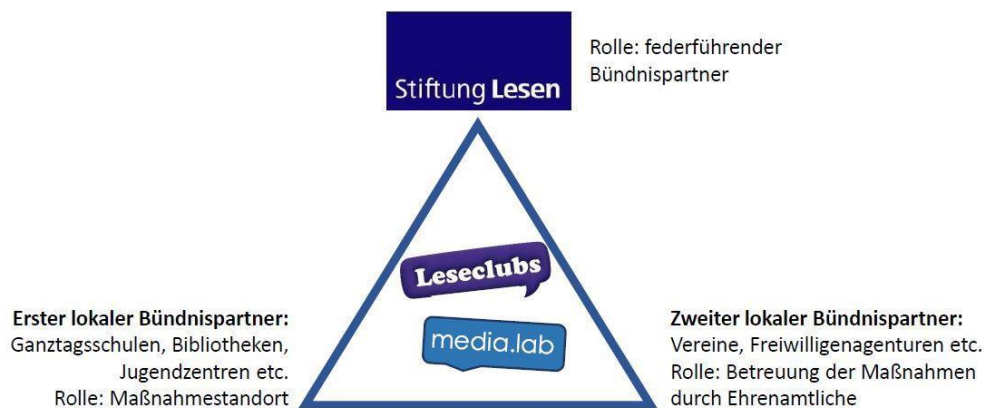 Stiftung Lesen
Rolle: federführender
Bündnispartner
Leseclubs
media.lab
Erster lokaler Bündnispartner:
Ganztagsschulen, Bibliotheken,
Jugendzentren etc.
Rolle: Maßnahmestandort
Zweiter lokaler Bündnispartner:
Vereine, Freiwilligenagenturen etc.
Rolle: Betreuung der Maßnahmen
durch Ehrenamtliche